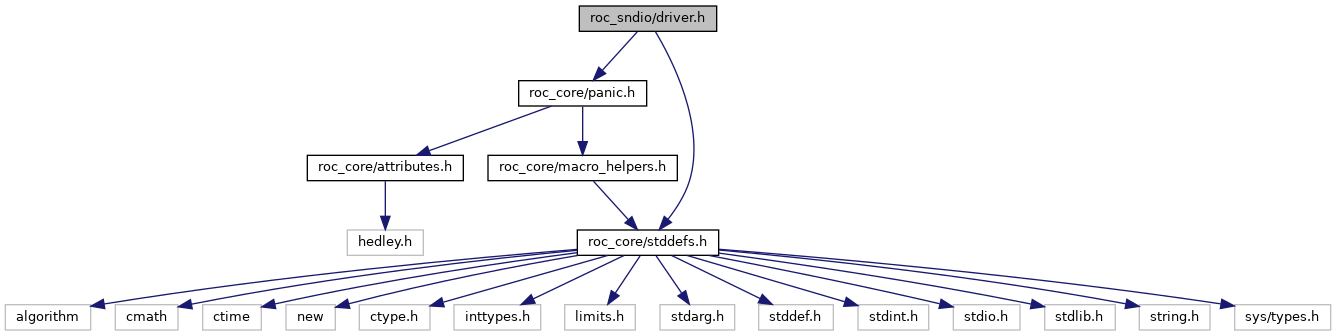 roc_sndio/driver.h
roc_core/panic.h
roc_core/attributes.h
roc_core/macro_helpers.h
hedley.h
roc_core/stddefs.h
algorithm
cmath
ctime
new
ctype.h
inttypes.h
limits.h
stdarg.h
stddef.h
stdint.h
stdio.h
stdlib.h
string.h
sys/types.h